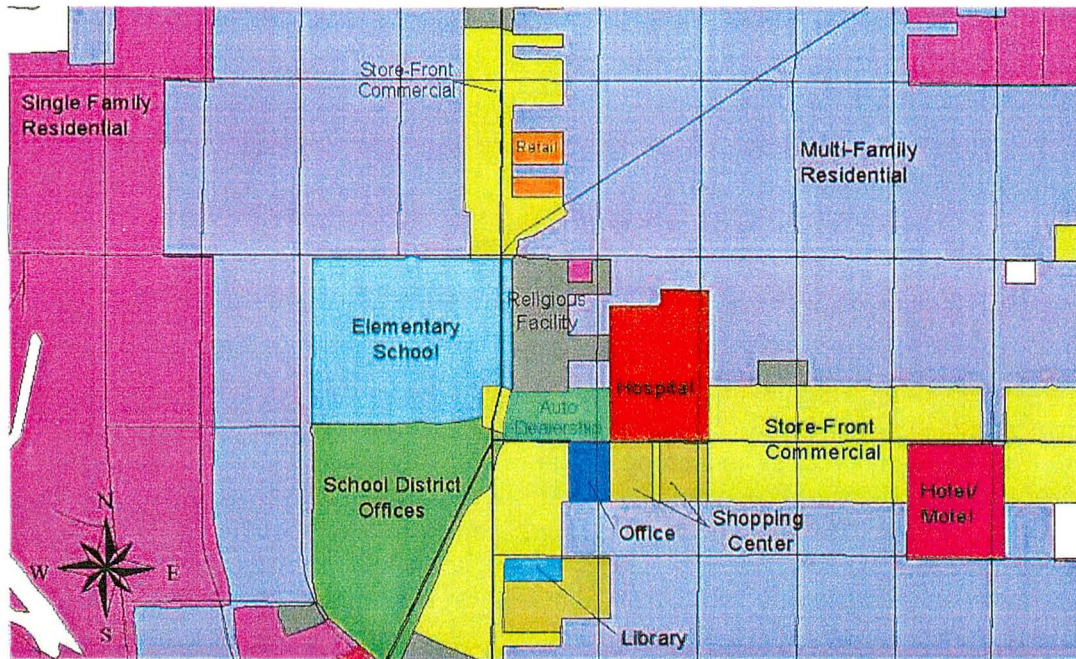 Store-Front
Commercial
Single Family
Residential
Retail
Multi-Family
Residential
Religious
Facility
Elementary
School
Hospital
Auto
Dealership
Store-Front
Commercial
School District
Offices
Hotel/
Motel
Office
Shopping
Center
Library
N
W
E
S